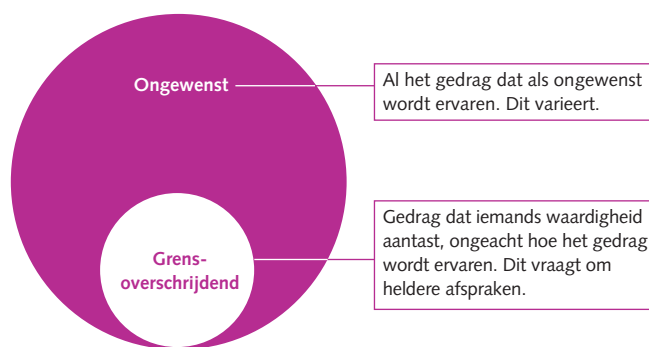 Ongewenst
Al het gedrag dat als ongewenst
wordt ervaren. Dit varieert.
Grens-
overschrijdend
Gedrag dat iemands waardigheid
aantast, ongeacht hoe het gedrag
wordt ervaren. Dit vraagt om
heldere afspraken.